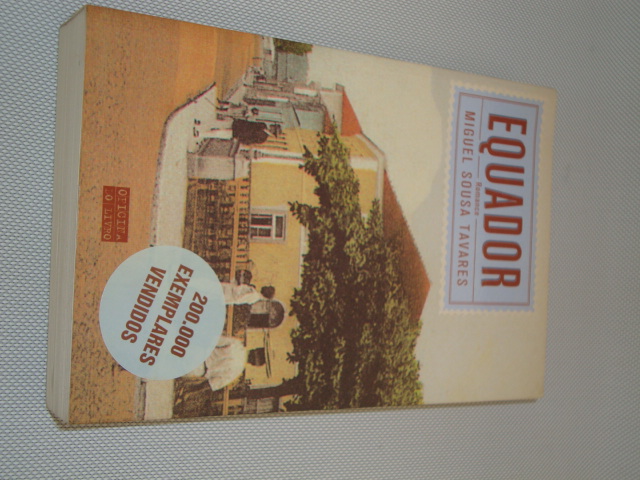 EQUADOR
Romance
MIGUEL SOUSA TAVARES
200.000
EXEMPLARES
VENDIDOS
OFICINA
DO LIVRO